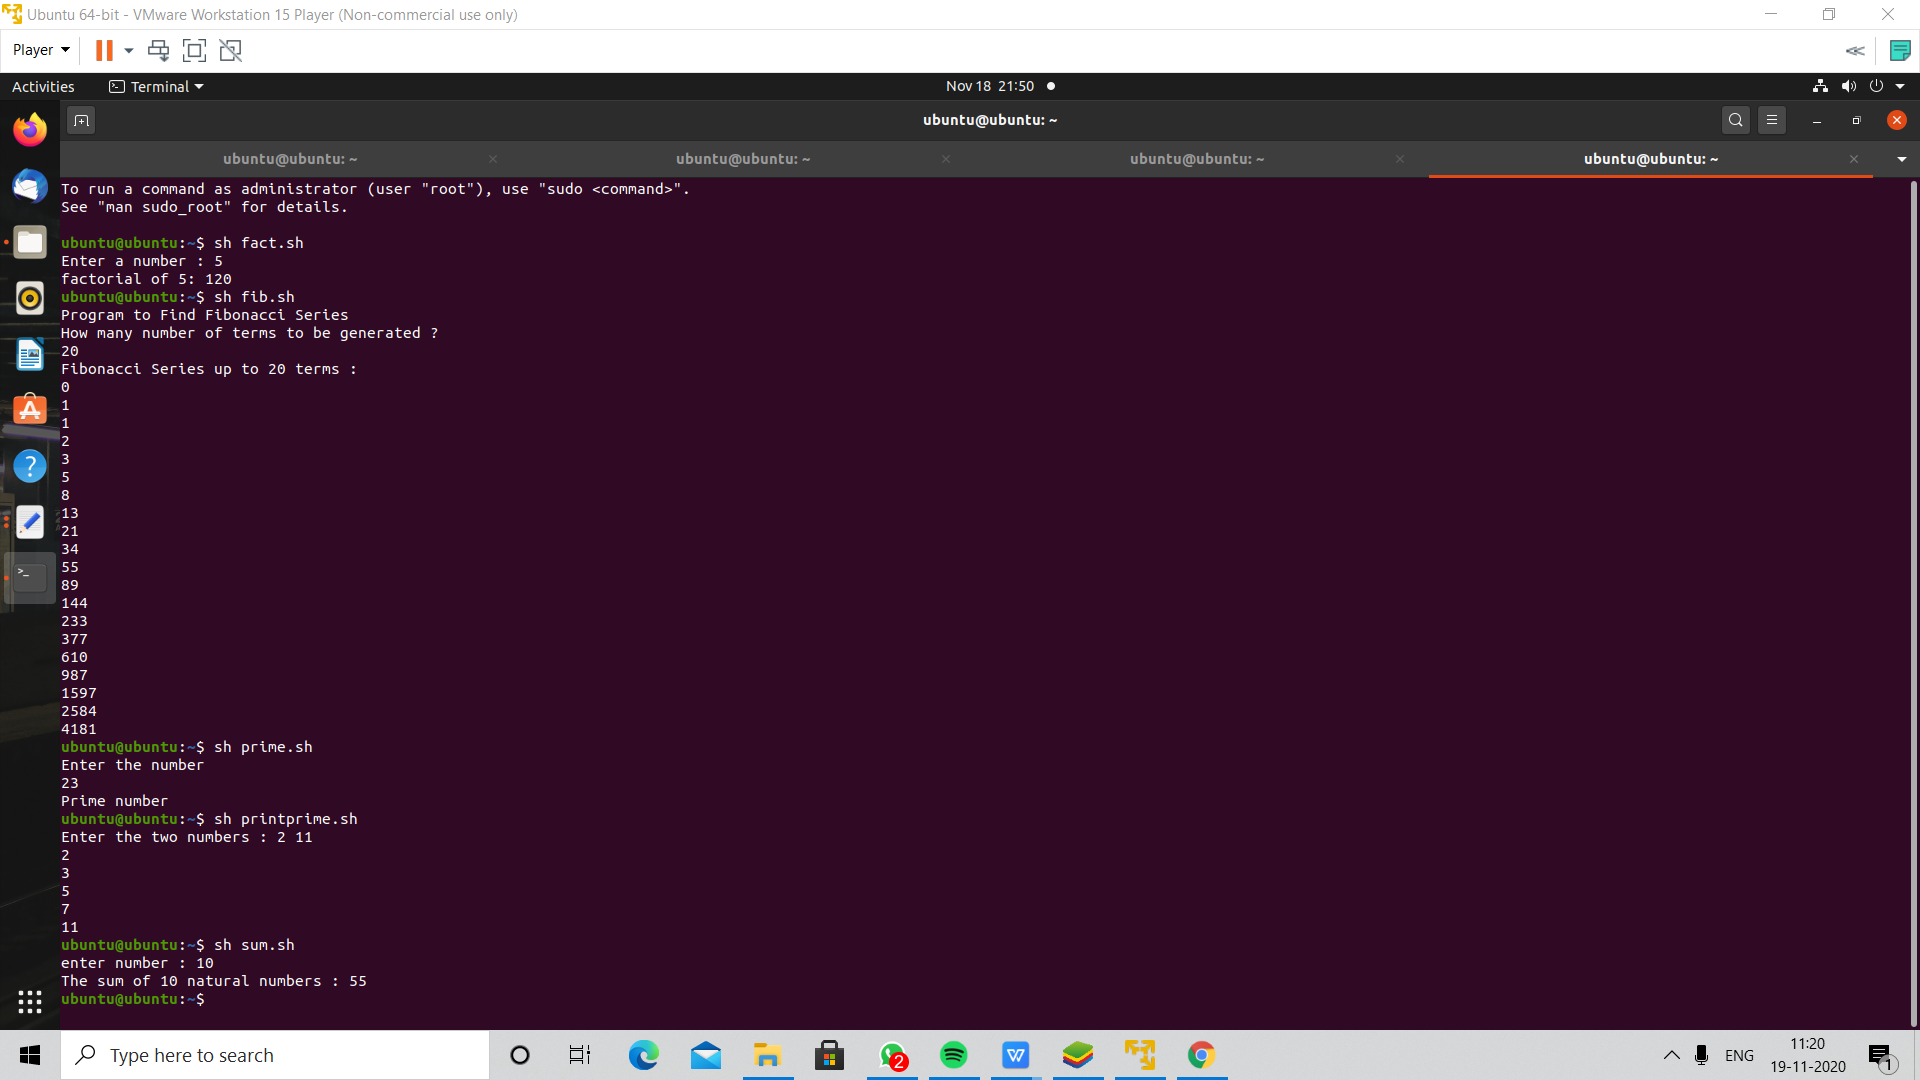 Ubuntu 64-bit - VMware Workstation 15 Player (Non-commercial use only)
Player
Activities
Terminal
Nov 18 21:50
ubuntu@ubuntu: ~
ubuntu@ubuntu: ~
ubuntu@ubuntu: ~
ubuntu@ubuntu: ~
ubuntu@ubuntu: ~
To run a command as administrator (user "root"), use "sudo <command>".
See "man sudo_root" for details.
ubuntu@ubuntu:~$ sh fact.sh
Enter a number : 5
factorial of 5: 120
ubuntu@ubuntu:~$ sh fib.sh
Program to Find Fibonacci Series
How many number of terms to be generated ?
20
Fibonacci Series up to 20 terms :
0
1
1
2
3
5
8
13
21
34
55
89
144
233
377
610
987
1597
2584
4181
ubuntu@ubuntu:~$ sh prime.sh
Enter the number
23
Prime number
ubuntu@ubuntu:~$ sh printprime.sh
Enter the two numbers : 2 11
2
3
5
7
11
ubuntu@ubuntu:~$ sh sum.sh
enter number : 10
The sum of 10 natural numbers : 55
ubuntu@ubuntu:~$
Type here to search
2
W
ENG
11:20
19-11-2020
1